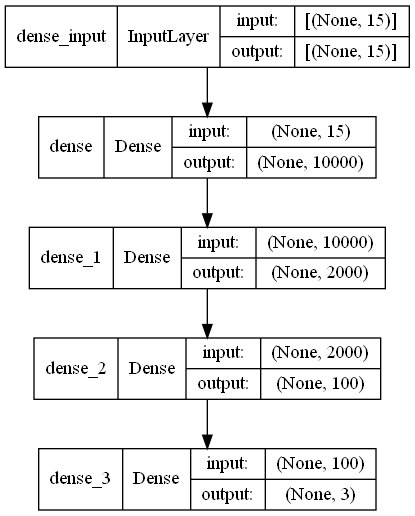 dense_input InputLayer input: [(None, 15)]
output: [(None, 15)]
dense Dense input: (None, 15)
output: (None, 10000)
dense_1 Dense input: (None, 10000)
output: (None, 2000)
dense_2 Dense input: (None, 2000)
output: (None, 100)
dense_3 Dense input: (None, 100)
output: (None, 3)